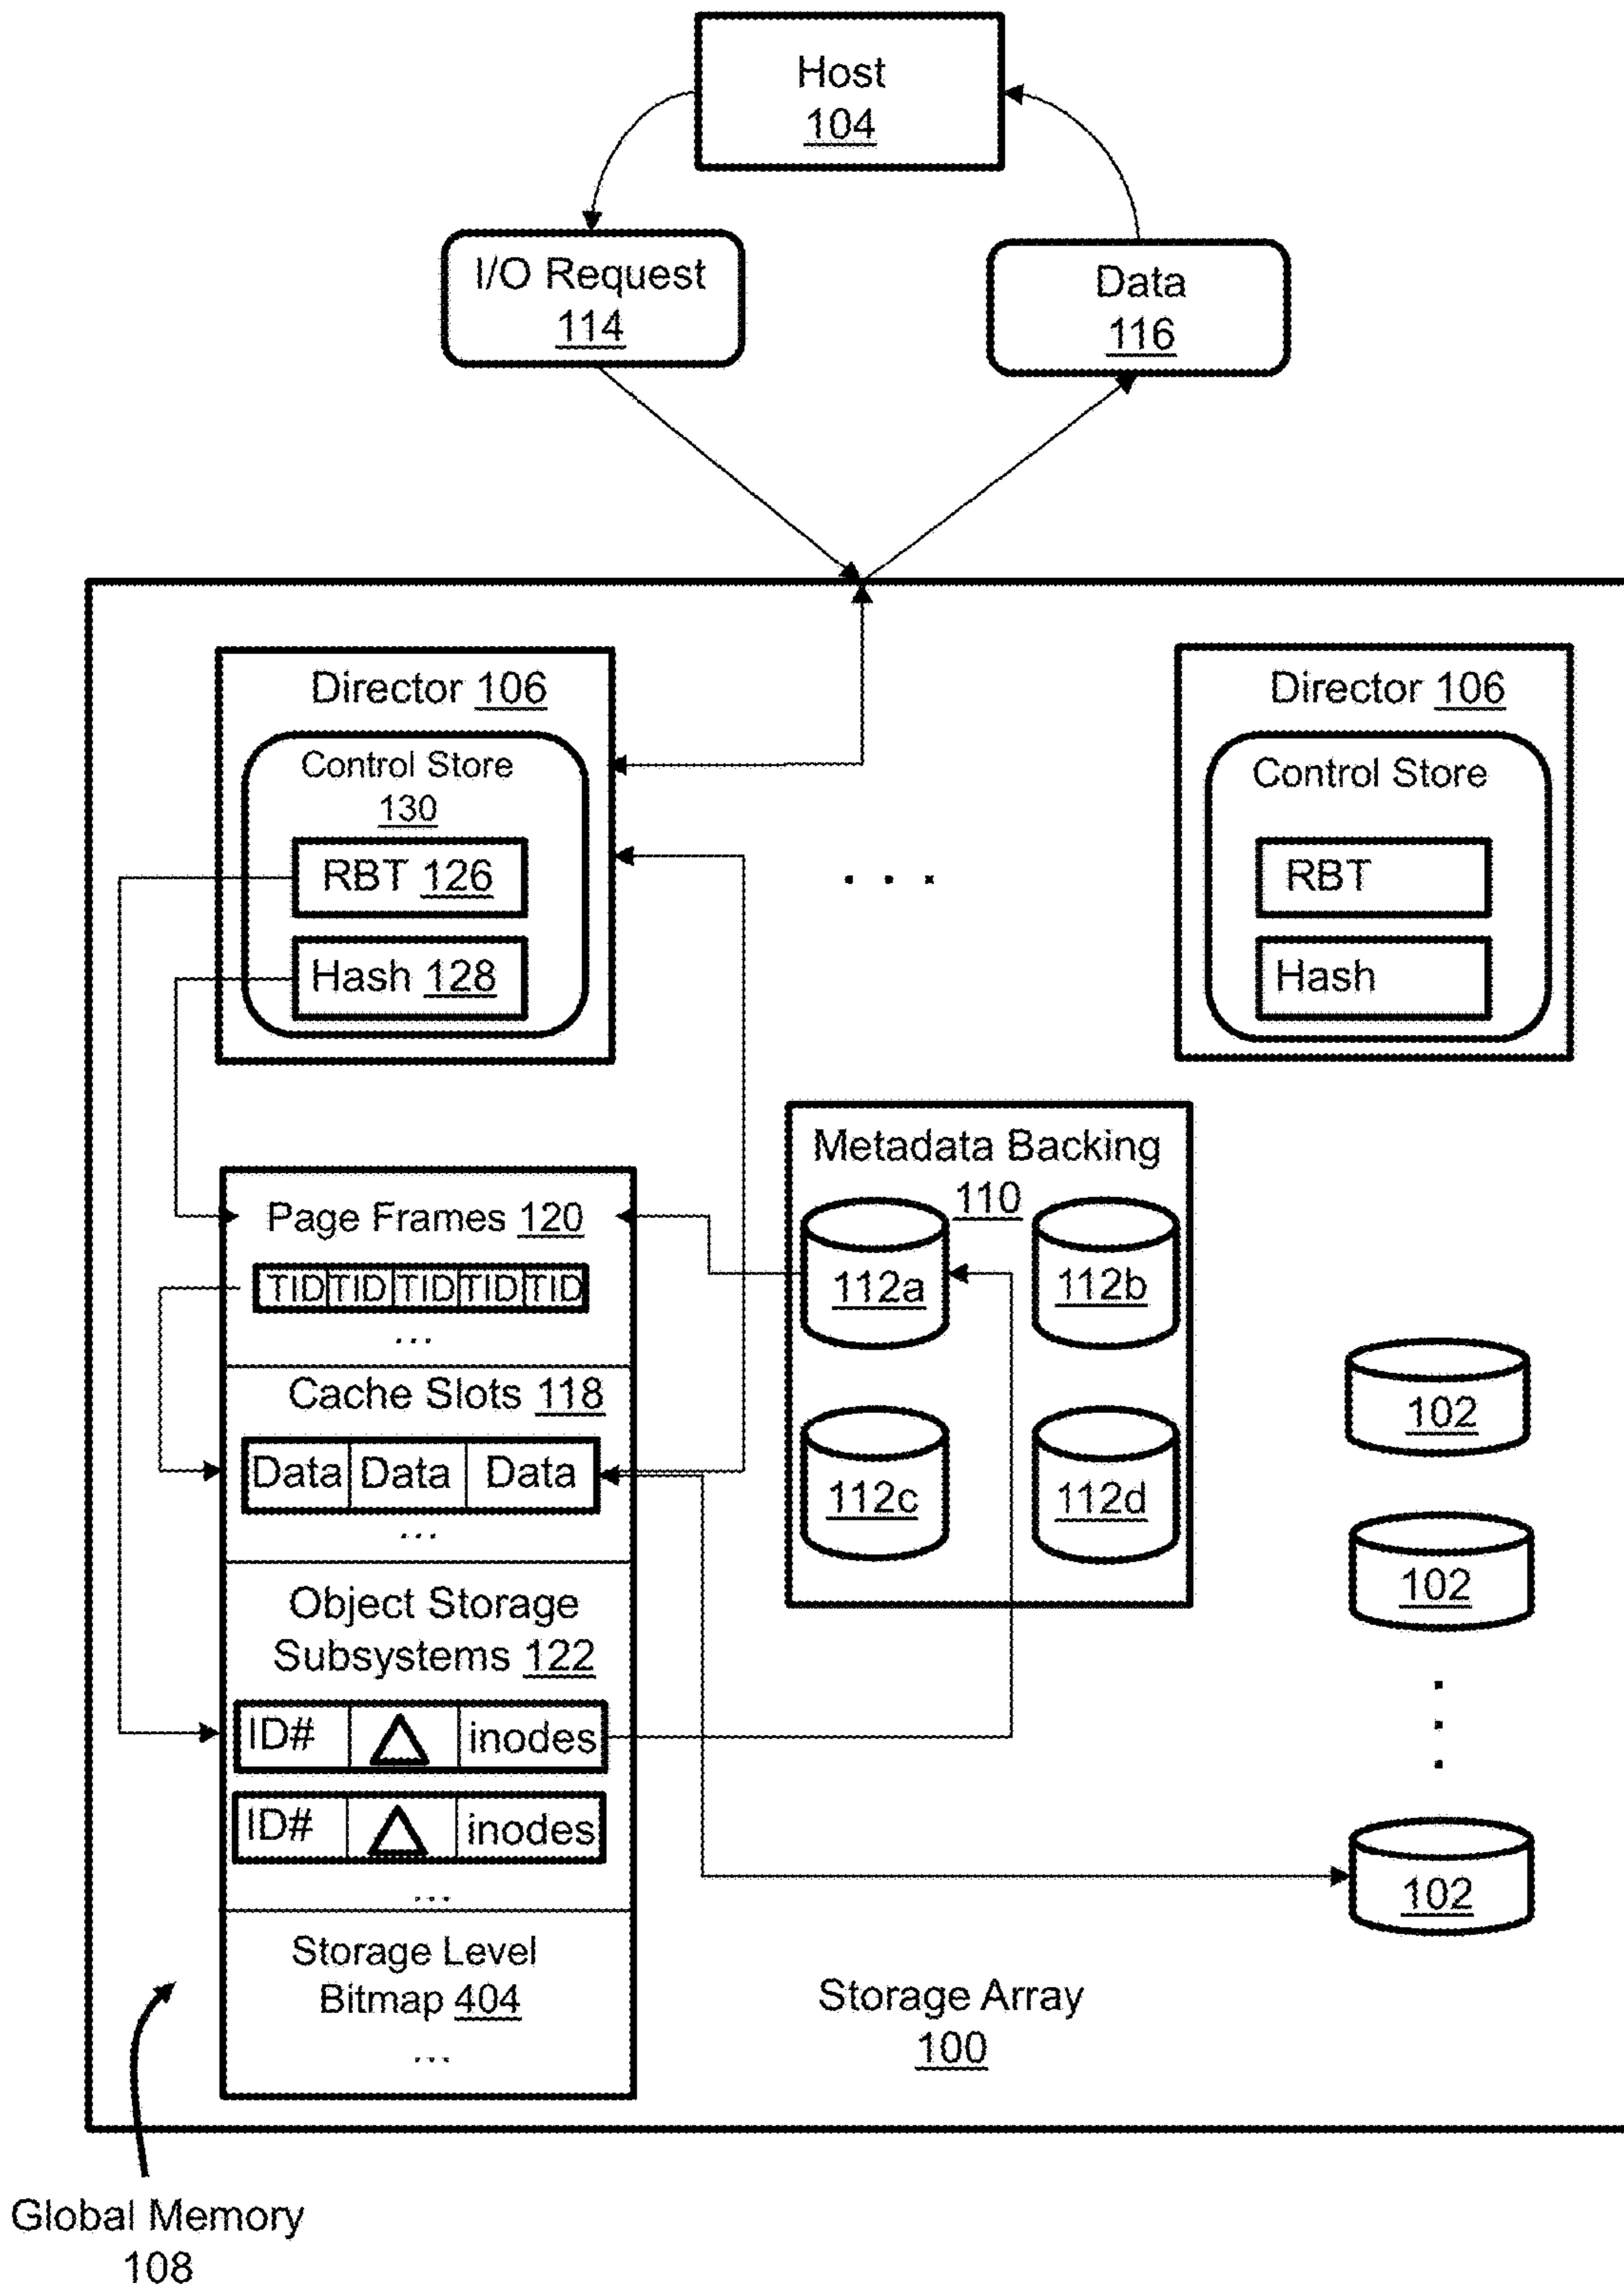 Host
104
I/O Request
114
Data
116
Director 106
Control Store
130
RBT 126
Hash 128
. . .
Director 106
Control Store
RBT
Hash
Page Frames 120
TID TID TID TID TID
...
Cache Slots 118
Data Data Data
...
Object Storage
Subsystems 122
ID# inodes
ID# inodes
...
Storage Level
Bitmap 404
...
Metadata Backing
110
112a
112b
112c
112d
102
102
102
Storage Array
100
Global Memory
108